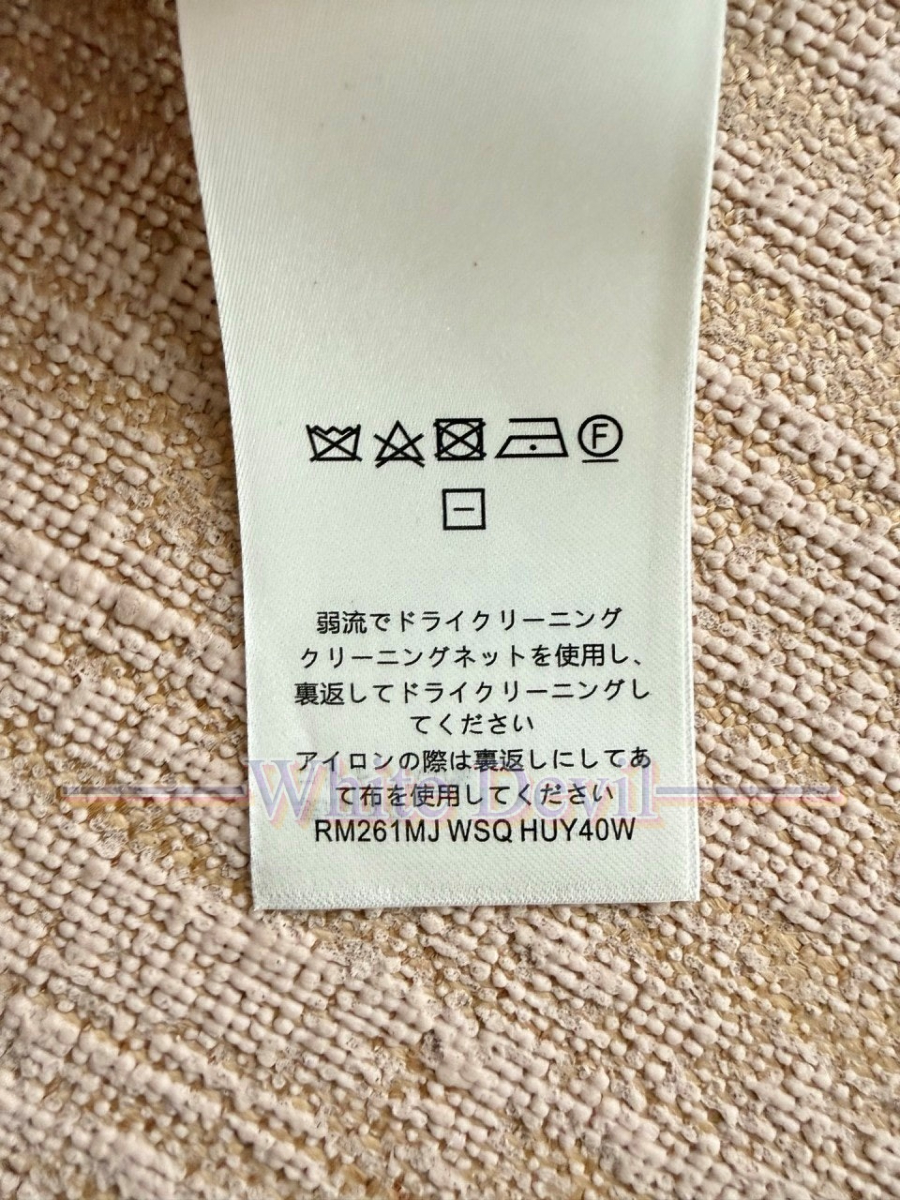 F
弱流でドライクリーニング
クリーニングネットを使用し、
裏返してドライクリーニングし
てください
アイロンの際は裏返しにしてあ
て布を使用してください
White Devil
RM261MJ WSQ HUY40W